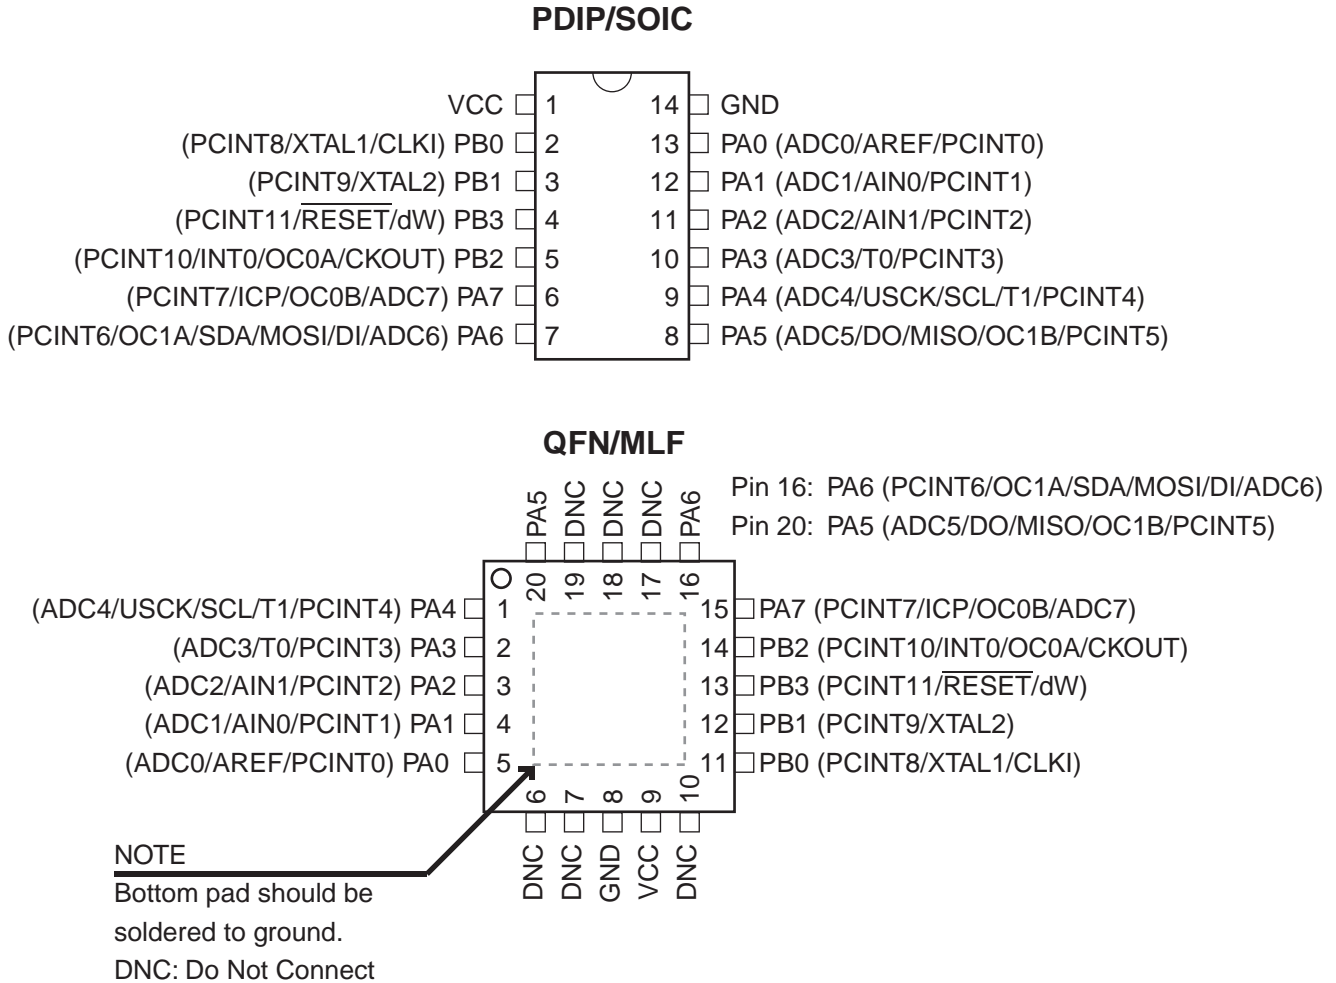 PDIP/SOIC
VCC 1 14 GND
(PCINT8/XTAL1/CLKI) PB0 2 13 PA0 (ADC0/AREF/PCINT0)
(PCINT9/XTAL2) PB1 3 12 PA1 (ADC1/AIN0/PCINT1)
(PCINT11/RESET/dW) PB3 4 11 PA2 (ADC2/AIN1/PCINT2)
(PCINT10/INT0/OC0A/CKOUT) PB2 5 10 PA3 (ADC3/T0/PCINT3)
(PCINT7/ICP/OC0B/ADC7) PA7 6 9 PA4 (ADC4/USCK/SCL/T1/PCINT4)
(PCINT6/OC1A/SDA/MOSI/DI/ADC6) PA6 7 8 PA5 (ADC5/DO/MISO/OC1B/PCINT5)
QFN/MLF
Pin 16: PA6 (PCINT6/OC1A/SDA/MOSI/DI/ADC6)
Pin 20: PA5 (ADC5/DO/MISO/OC1B/PCINT5)
PA5 DNC DNC DNC PA6
20 19 18 17 16
(ADC4/USCK/SCL/T1/PCINT4) PA4 1 15 PA7 (PCINT7/ICP/OC0B/ADC7)
(ADC3/T0/PCINT3) PA3 2 14 PB2 (PCINT10/INT0/OC0A/CKOUT)
(ADC2/AIN1/PCINT2) PA2 3 13 PB3 (PCINT11/RESET/dW)
(ADC1/AIN0/PCINT1) PA1 4 12 PB1 (PCINT9/XTAL2)
(ADC0/AREF/PCINT0) PA0 5 11 PB0 (PCINT8/XTAL1/CLKI)
6 7 8 9 10
DNC DNC GND VCC DNC
NOTE
Bottom pad should be
soldered to ground.
DNC: Do Not Connect